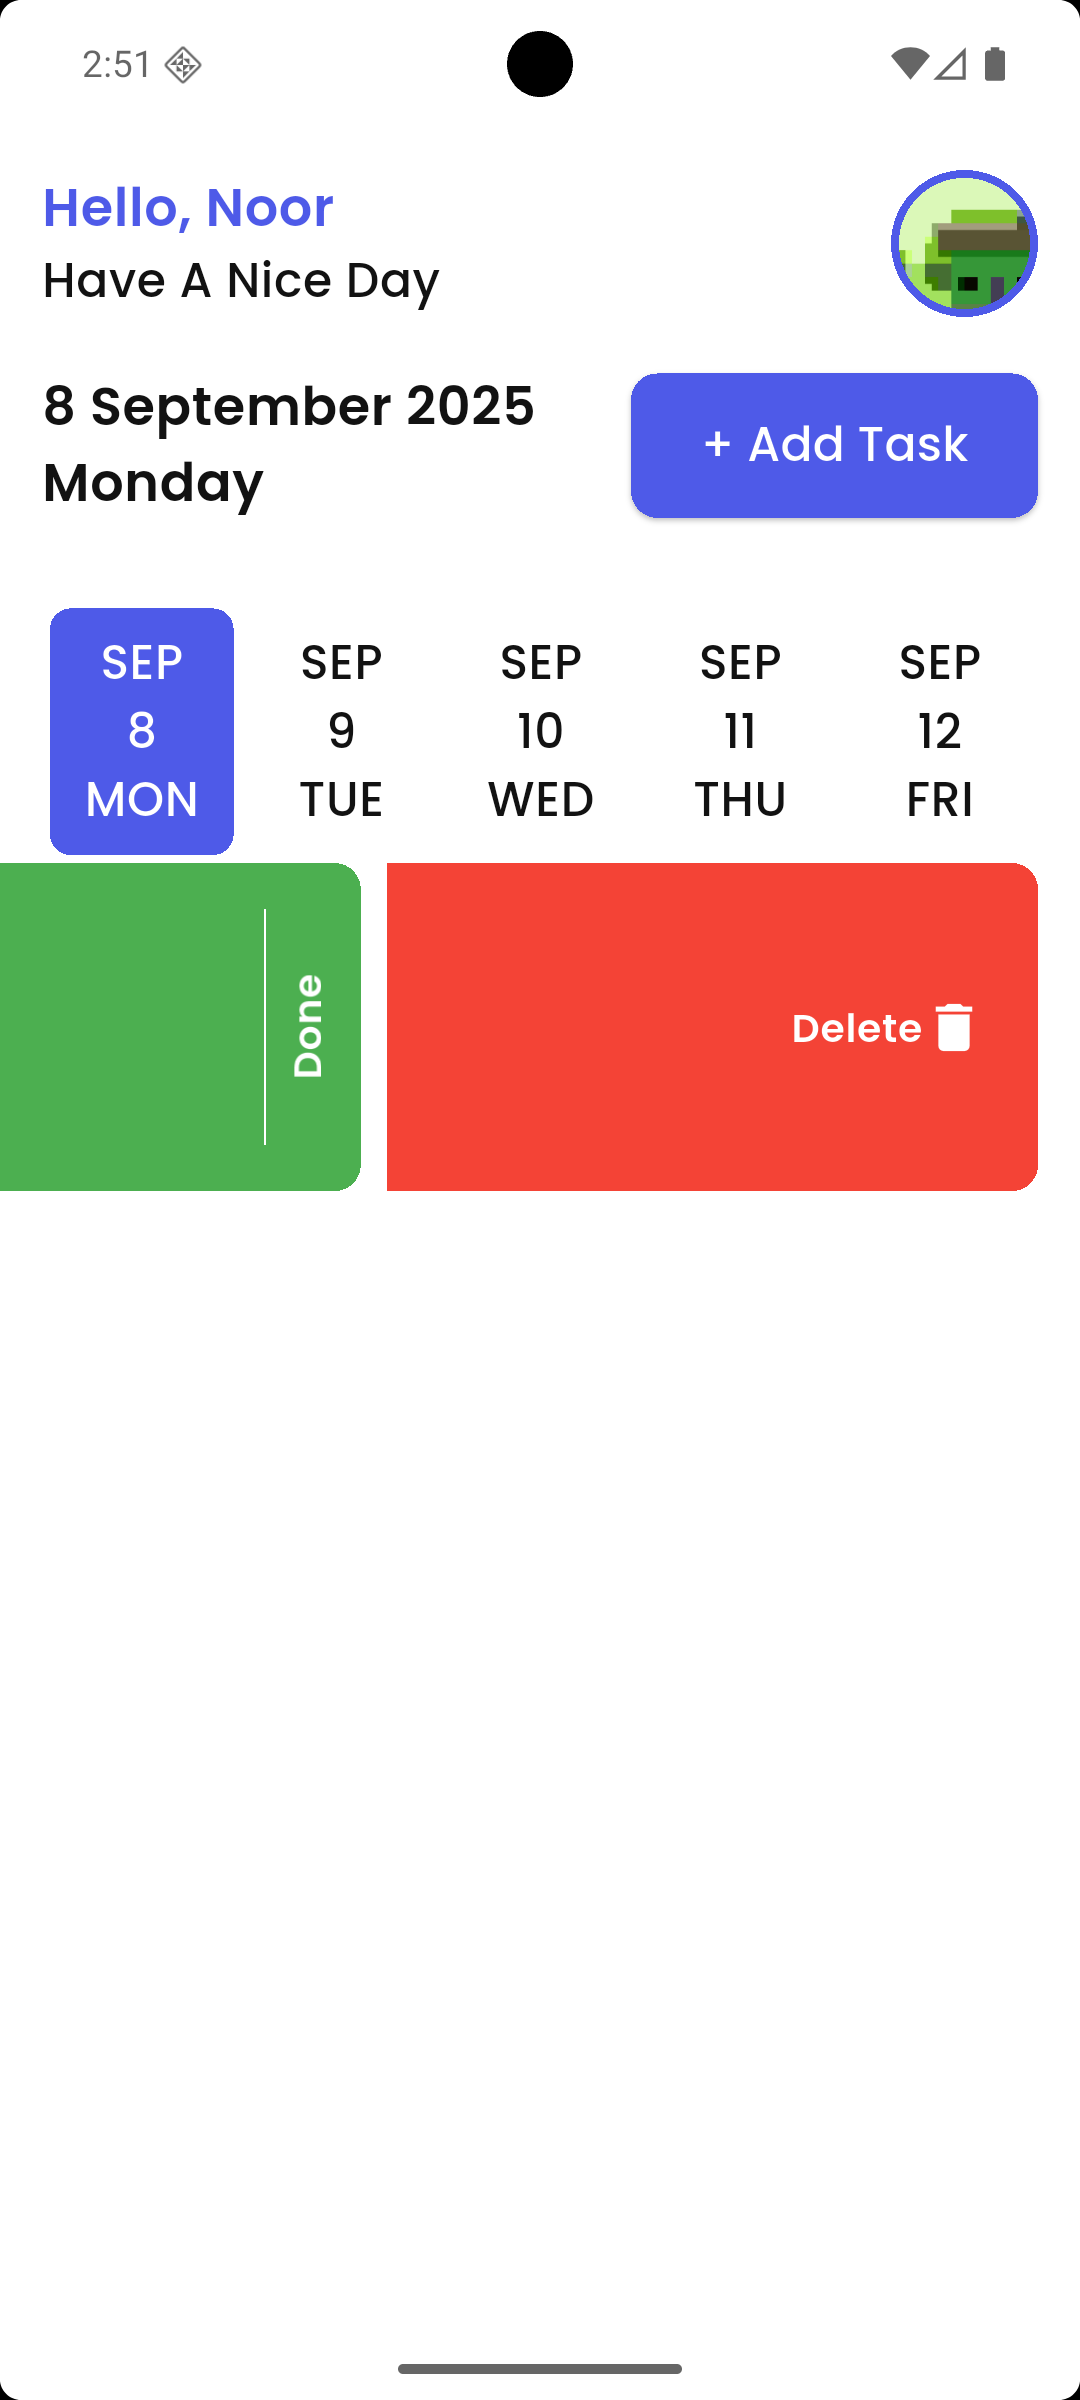 2:51
Hello, Noor
Have A Nice Day
8 September 2025
Monday
+ Add Task
SEP
8
MON
SEP
9
TUE
SEP
10
WED
SEP
11
THU
SEP
12
FRI
Done
Delete